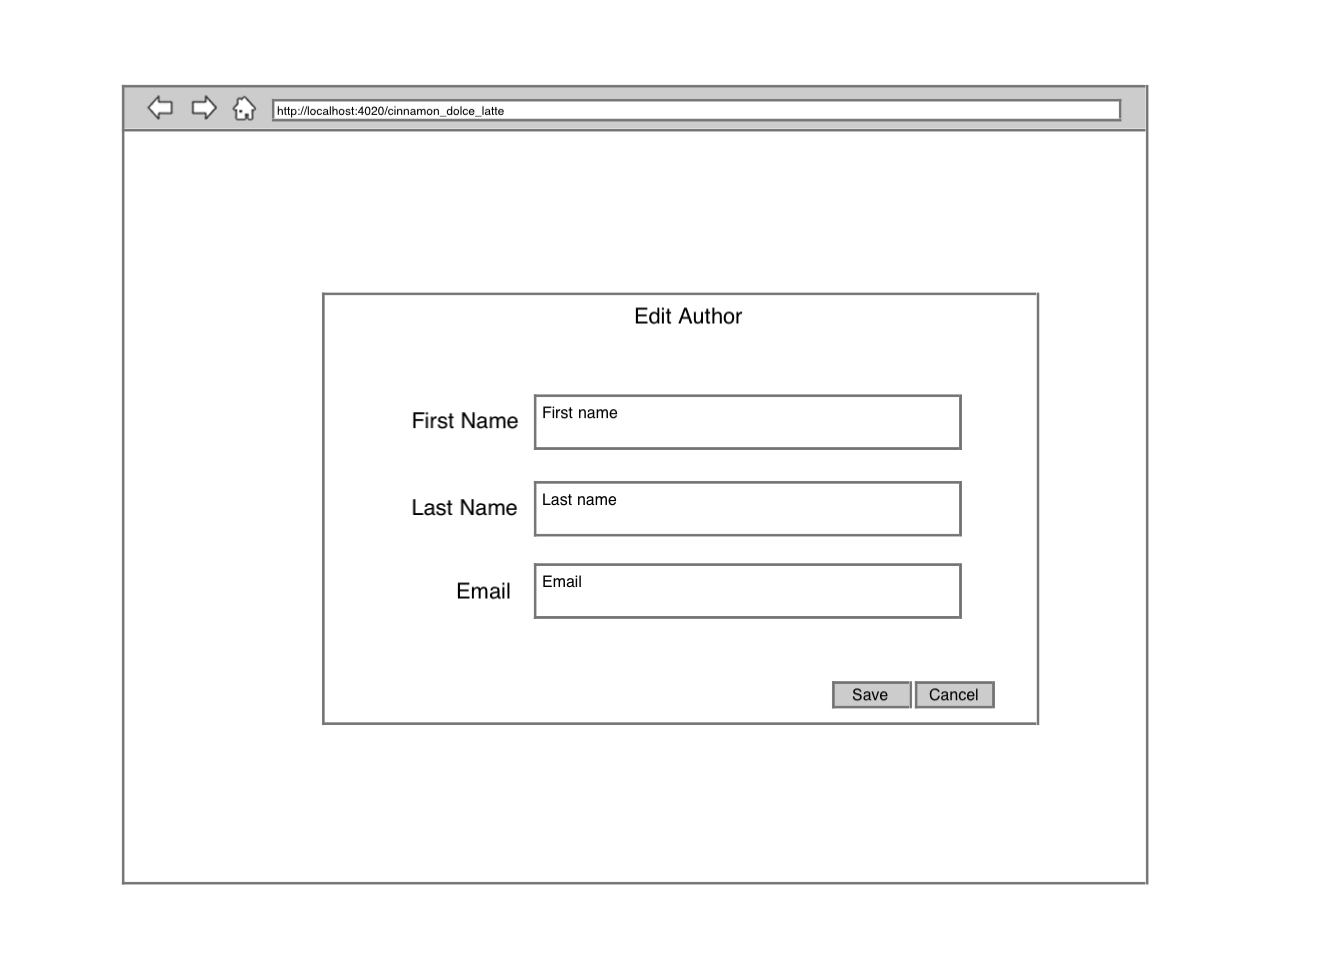 http://localhost:4020/cinnamon_dolce_latte
Edit Author
First Name
First name
Last Name
Last name
Email
Email
Save
Cancel